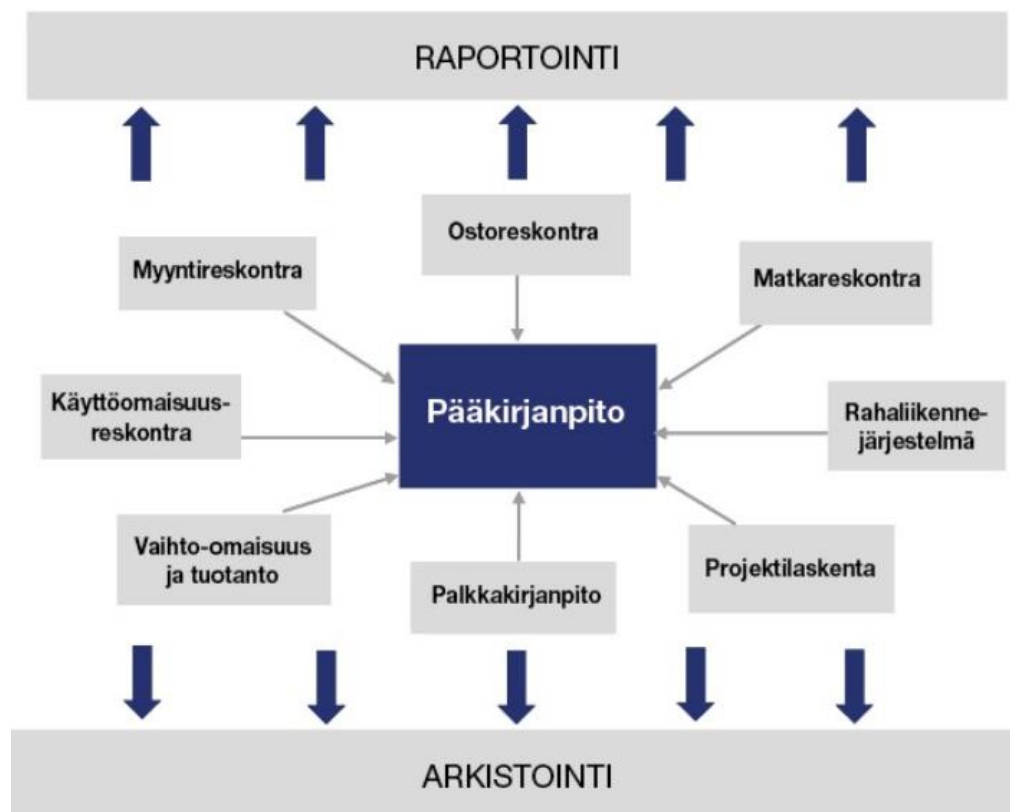 RAPORTOINTI
Ostoreskontra
Myyntireskontra
Matkareskontra
Käyttöomaisuus-
reskontra
Pääkirjanpito
Rahaliikenne-
järjestelmä
Vaihto-omaisuus
ja tuotanto
Palkkakirjanpito
Projektilaskenta
ARKISTOINTI